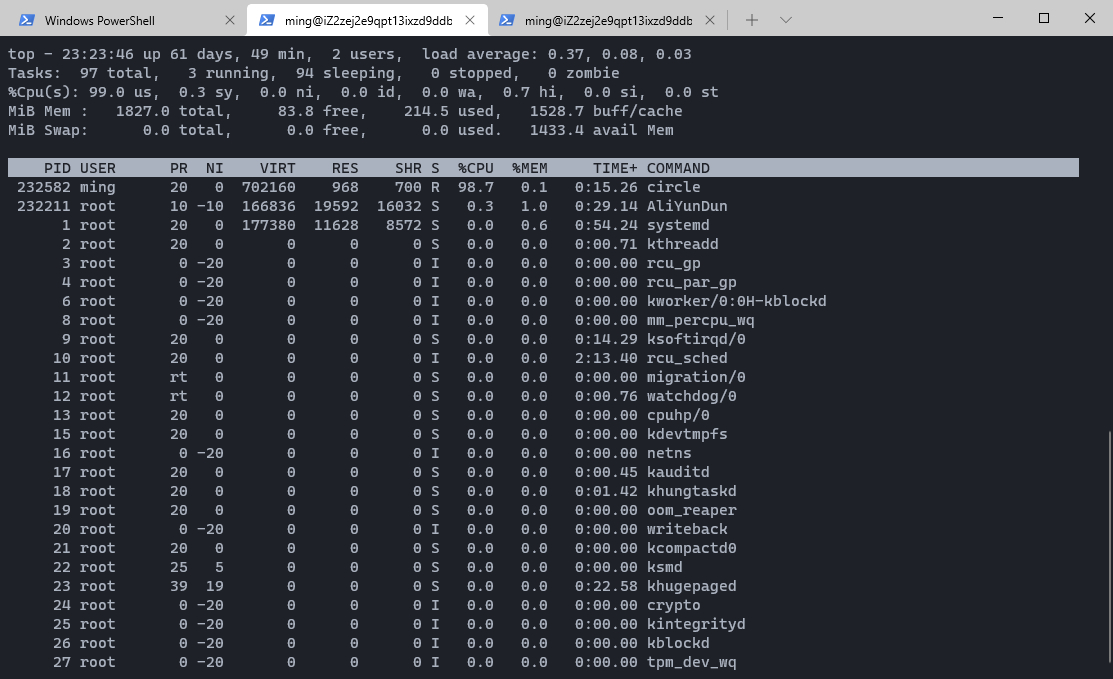 Windows PowerShell
ming@iZ2zej2e9qpt13ixzd9ddb
ming@iZ2zej2e9qpt13ixzd9ddb
top - 23:23:46 up 61 days, 49 min,  2 users,  load average: 0.37, 0.08, 0.03
Tasks:  97 total,   3 running,  94 sleeping,   0 stopped,   0 zombie
%Cpu(s): 99.0 us,  0.3 sy,  0.0 ni,  0.0 id,  0.0 wa,  0.7 hi,  0.0 si,  0.0 st
MiB Mem :   1827.0 total,     83.8 free,    214.5 used,   1528.7 buff/cache
MiB Swap:      0.0 total,      0.0 free,      0.0 used.   1433.4 avail Mem
PID USER      PR  NI    VIRT    RES    SHR S  %CPU  %MEM     TIME+ COMMAND
232582 ming      20   0  702160    968    700 R  98.7   0.1   0:15.26 circle
232211 root      10 -10  166836  19592  16032 S   0.3   1.0   0:29.14 AliYunDun
1 root      20   0  177380  11628   8572 S   0.0   0.6   0:54.24 systemd
2 root      20   0       0      0      0 S   0.0   0.0   0:00.71 kthreadd
3 root       0 -20       0      0      0 I   0.0   0.0   0:00.00 rcu_gp
4 root       0 -20       0      0      0 I   0.0   0.0   0:00.00 rcu_par_gp
6 root       0 -20       0      0      0 I   0.0   0.0   0:00.00 kworker/0:0H-kblockd
8 root       0 -20       0      0      0 I   0.0   0.0   0:00.00 mm_percpu_wq
9 root      20   0       0      0      0 S   0.0   0.0   0:14.29 ksoftirqd/0
10 root      20   0       0      0      0 I   0.0   0.0   2:13.40 rcu_sched
11 root      rt   0       0      0      0 S   0.0   0.0   0:00.00 migration/0
12 root      rt   0       0      0      0 S   0.0   0.0   0:00.76 watchdog/0
13 root      20   0       0      0      0 S   0.0   0.0   0:00.00 cpuhp/0
15 root      20   0       0      0      0 S   0.0   0.0   0:00.00 kdevtmpfs
16 root       0 -20       0      0      0 I   0.0   0.0   0:00.00 netns
17 root      20   0       0      0      0 S   0.0   0.0   0:00.45 kauditd
18 root      20   0       0      0      0 S   0.0   0.0   0:01.42 khungtaskd
19 root      20   0       0      0      0 S   0.0   0.0   0:00.00 oom_reaper
20 root       0 -20       0      0      0 I   0.0   0.0   0:00.00 writeback
21 root      20   0       0      0      0 S   0.0   0.0   0:00.00 kcompactd0
22 root      25   5       0      0      0 S   0.0   0.0   0:00.00 ksmd
23 root      39  19       0      0      0 S   0.0   0.0   0:22.58 khugepaged
24 root       0 -20       0      0      0 I   0.0   0.0   0:00.00 crypto
25 root       0 -20       0      0      0 I   0.0   0.0   0:00.00 kintegrityd
26 root       0 -20       0      0      0 I   0.0   0.0   0:00.00 kblockd
27 root       0 -20       0      0      0 I   0.0   0.0   0:00.00 tpm_dev_wq